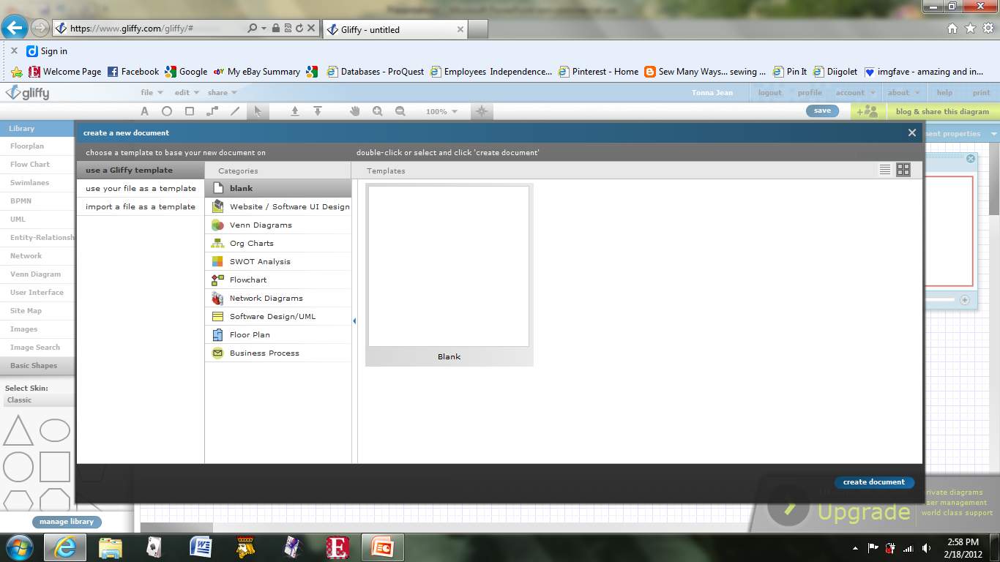 https://www.gliffy.com/gliffy/#
Gliffy - untitled
Sign in
Welcome Page
Facebook
Google
My eBay Summary
Databases - ProQuest
Employees Independence...
Pinterest - Home
Sew Many Ways... sewing ...
Pin It
Diigolet
imgfave - amazing and in...
gliffy
file
edit
share
Tonna Jean
logout
profile
account
about
help
print
A
100%
save
blog & share this diagram
Library
Floorplan
Flow Chart
Swimlanes
BPMN
UML
Entity-Relationsh
Network
Venn Diagram
User Interface
Site Map
Images
Image Search
Basic Shapes
Select Skin:
Classic
manage library
create a new document
ment properties
choose a template to base your new document on
double-click or select and click 'create document'
use a Gliffy template
use your file as a template
import a file as a template
Categories
blank
Website / Software UI Design
Venn Diagrams
Org Charts
SWOT Analysis
Flowchart
Network Diagrams
Software Design/UML
Floor Plan
Business Process
Templates
Blank
create document
Upgrade
private diagrams
ser management
world class support
2:58 PM
2/18/2012